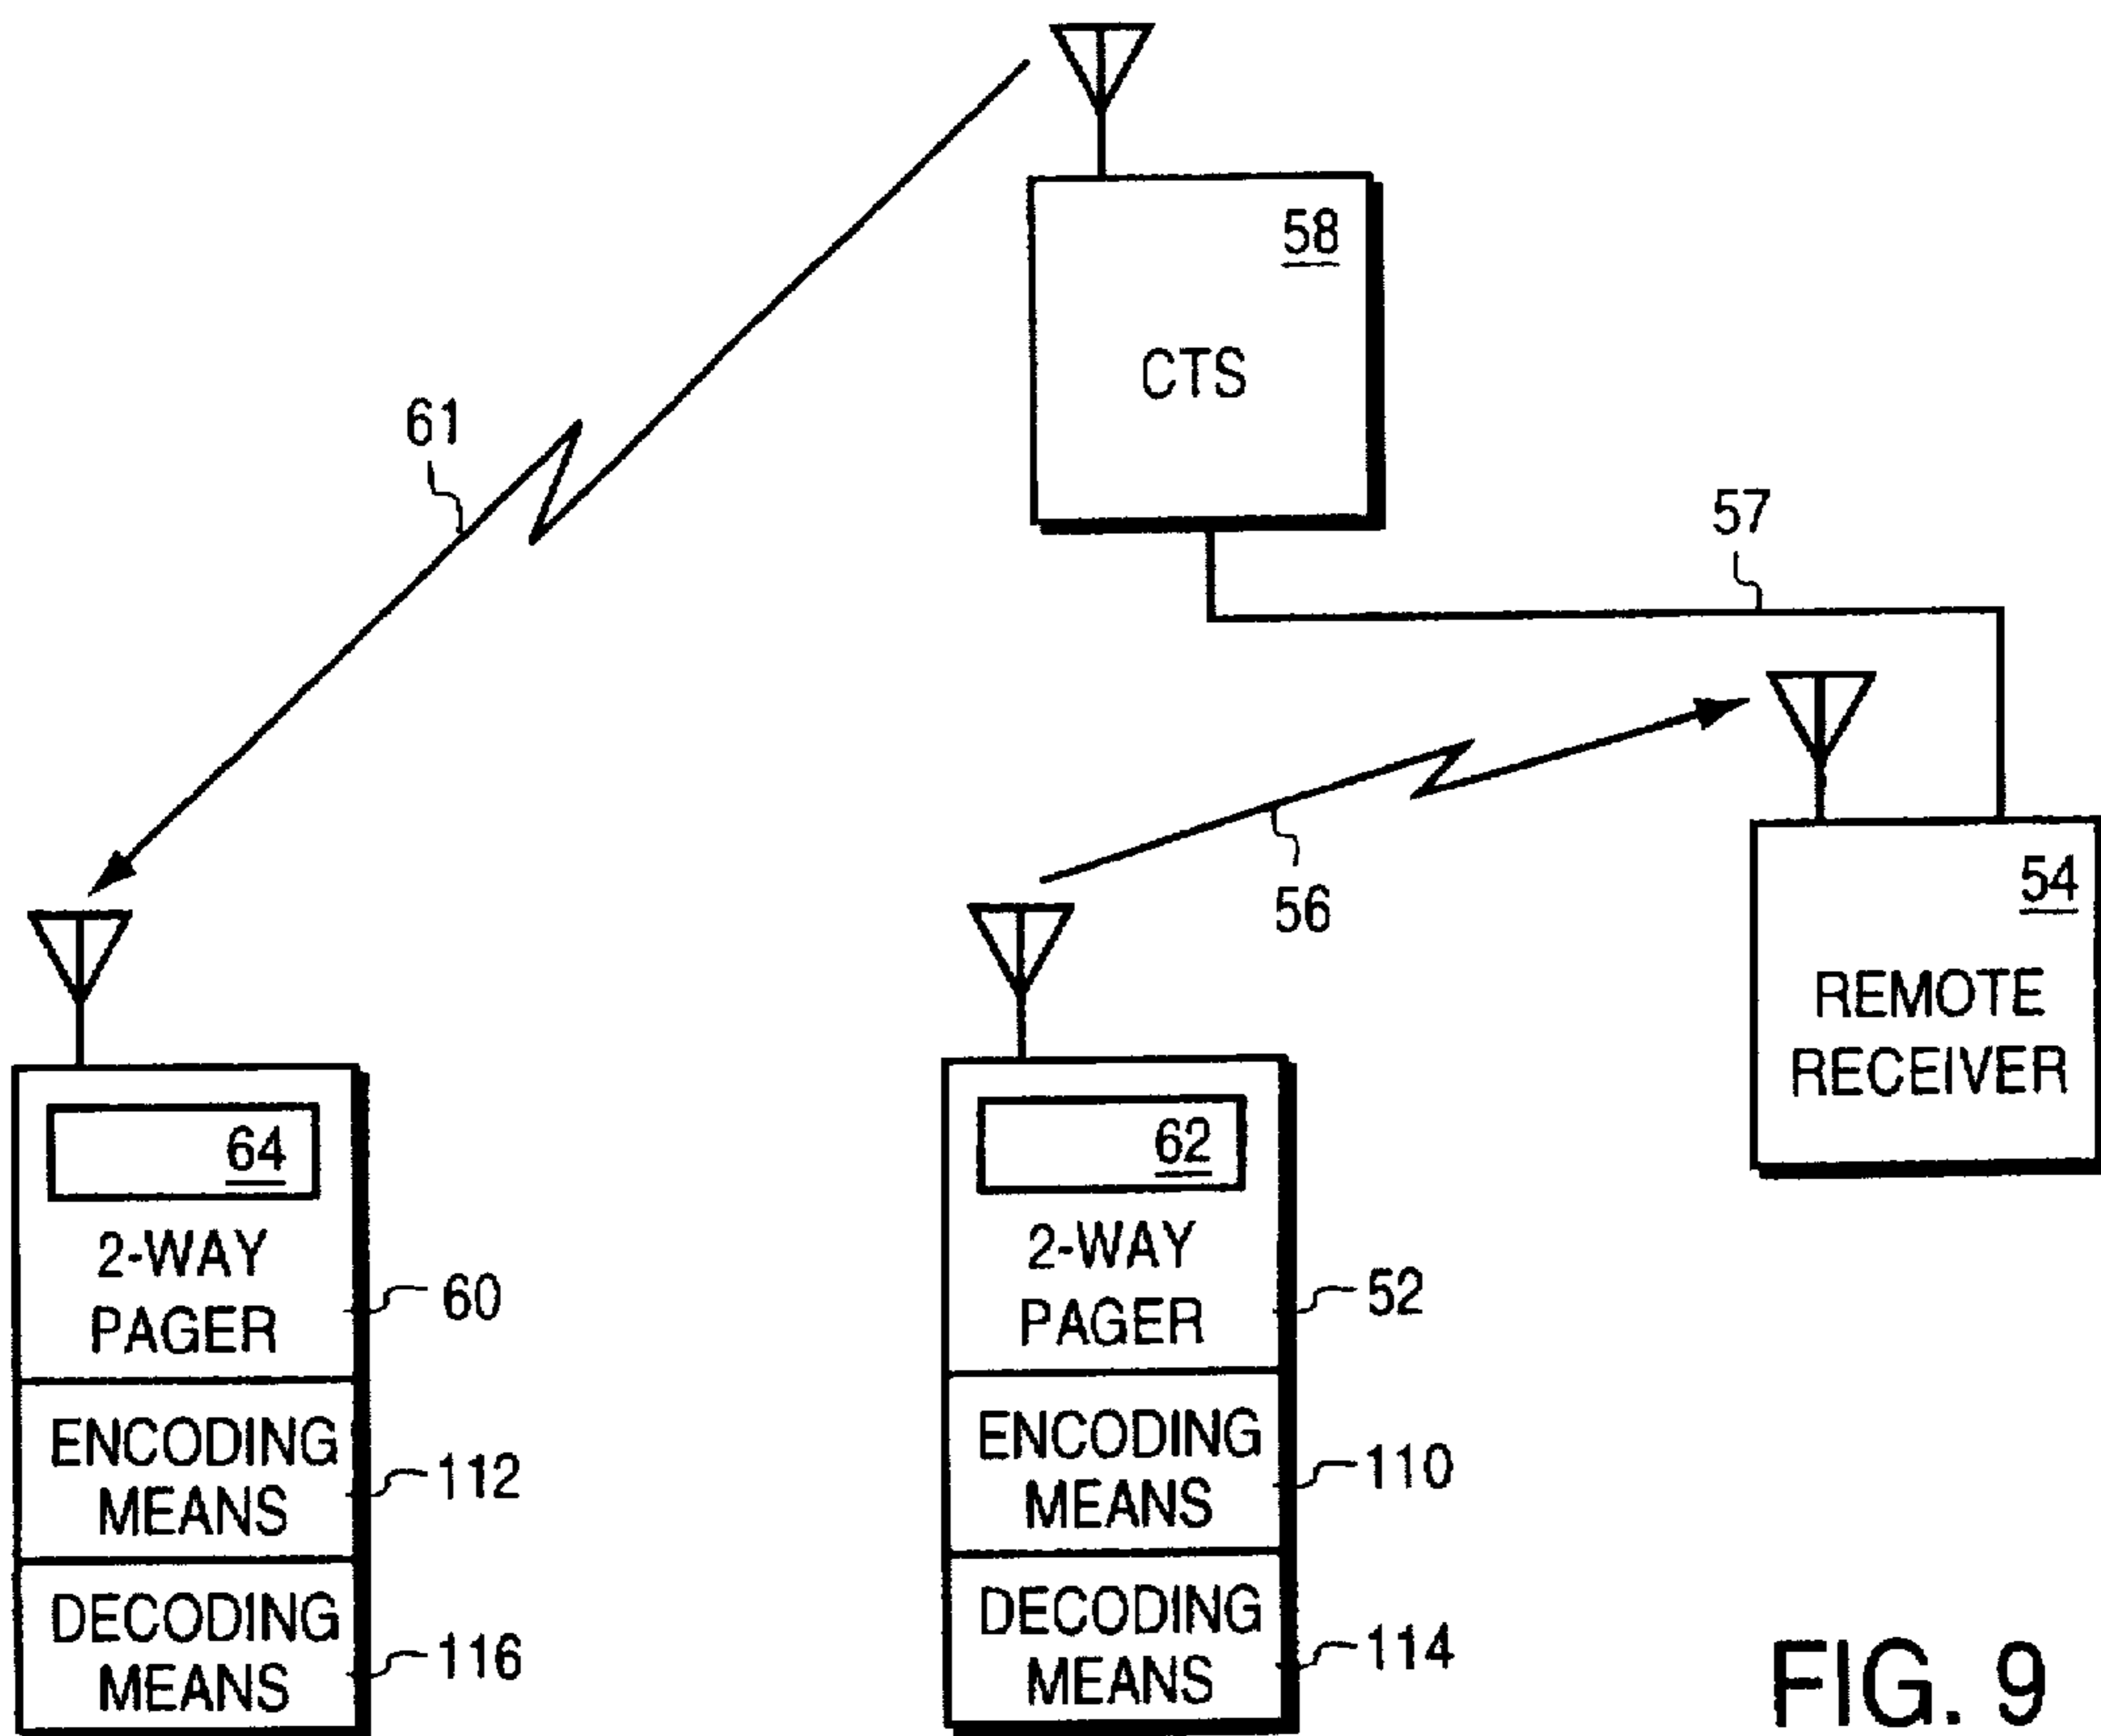 58
CTS
61
57
56
54
REMOTE
RECEIVER
64
2-WAY
PAGER
60
ENCODING
MEANS
112
DECODING
MEANS
116
62
2-WAY
PAGER
52
ENCODING
MEANS
110
DECODING
MEANS
114
FIG. 9